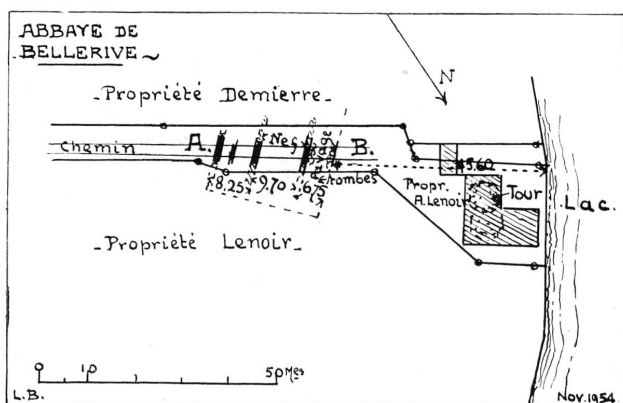 ABBAYE DE
BELLERIVE
N
Propriété Demierre
Chemin
A.
Nef
pavage
B.
5.60
8,25
9.70
6.75
tombes
Propr.
A. Lenoir
Tour
Lac.
Propriété Lenoir
0 10 50 Mes
L.B.
Nov. 1954